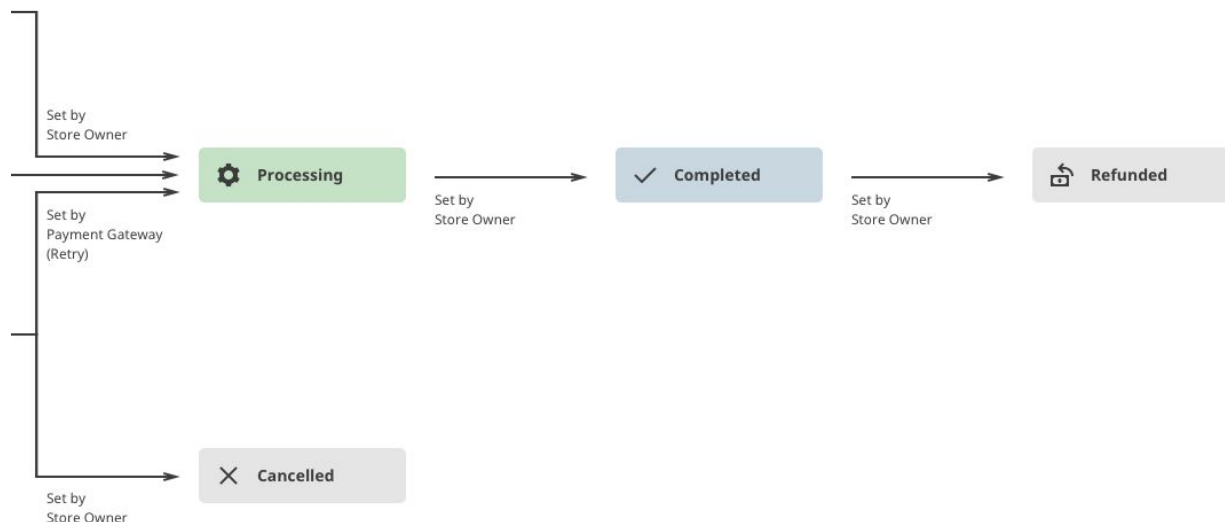 Set by
Store Owner
Processing
Completed
Refunded
Set by
Payment Gateway
(Retry)
Set by
Store Owner
Set by
Store Owner
Cancelled
Set by
Store Owner